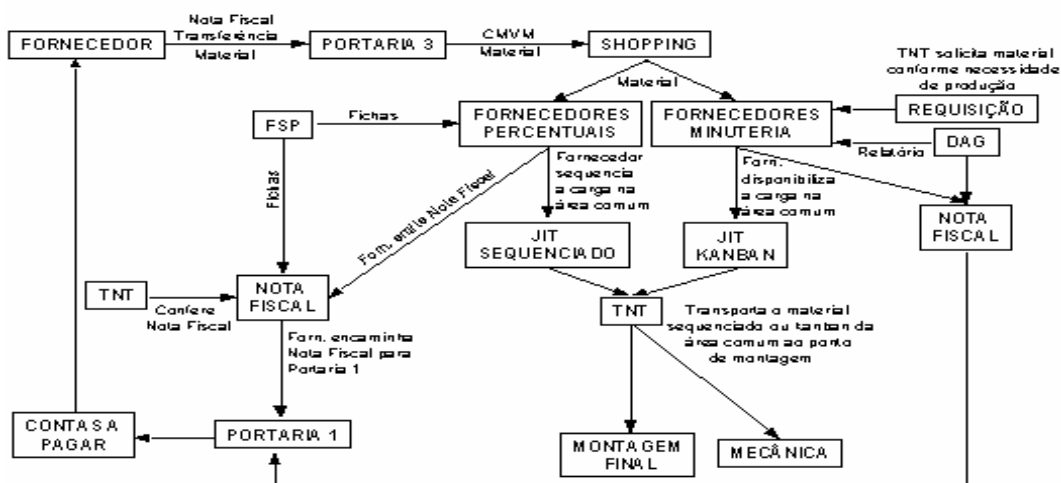 Nota Fiscal
Transferência
Material
FORNECEDOR
PORTARIA 3
CMVM
Material
SHOPPING
TNT solicita material
conforme necessidade
de produção
Material
REQUISIÇÃO
FSP
Fichas
FORNECEDORES
PERCENTUAIS
FORNECEDORES
MINUTERIA
DAG
Relatório
Fichas
Forn. emite Nota Fiscal
Fornecedor
sequencia
a carga na
área comum
Forn.
disponibiliza
a carga na
área comum
NOTA
FISCAL
JIT
SEQUENCIADO
JIT
KANBAN
TNT
Confere
Nota Fiscal
NOTA
FISCAL
TNT
Transporta o material
sequenciado ou kanban da
área comum ao ponto
de montagem
Forn. encaminha
Nota Fiscal para
Portaria 1
CONTAS A
PAGAR
PORTARIA 1
MONTAGEM
FINAL
MECÂNICA